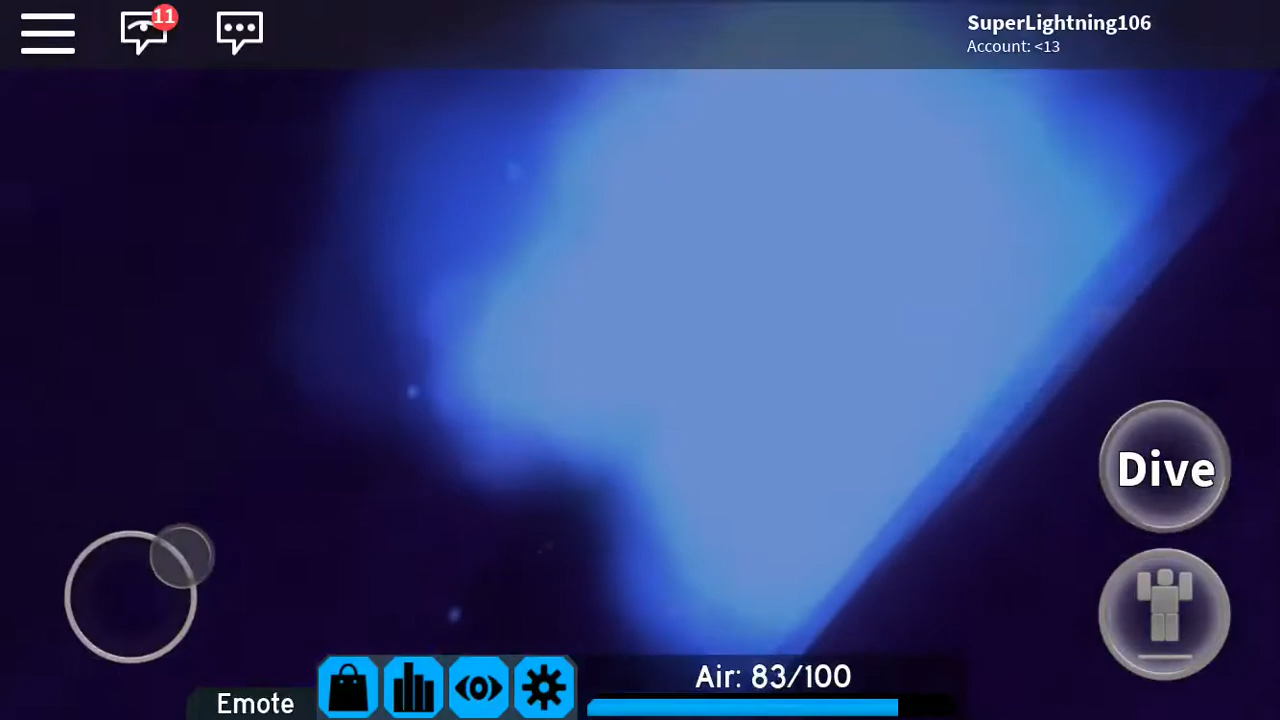 11
SuperLightning106
Account: <13
Dive
Air: 83/100
Emote